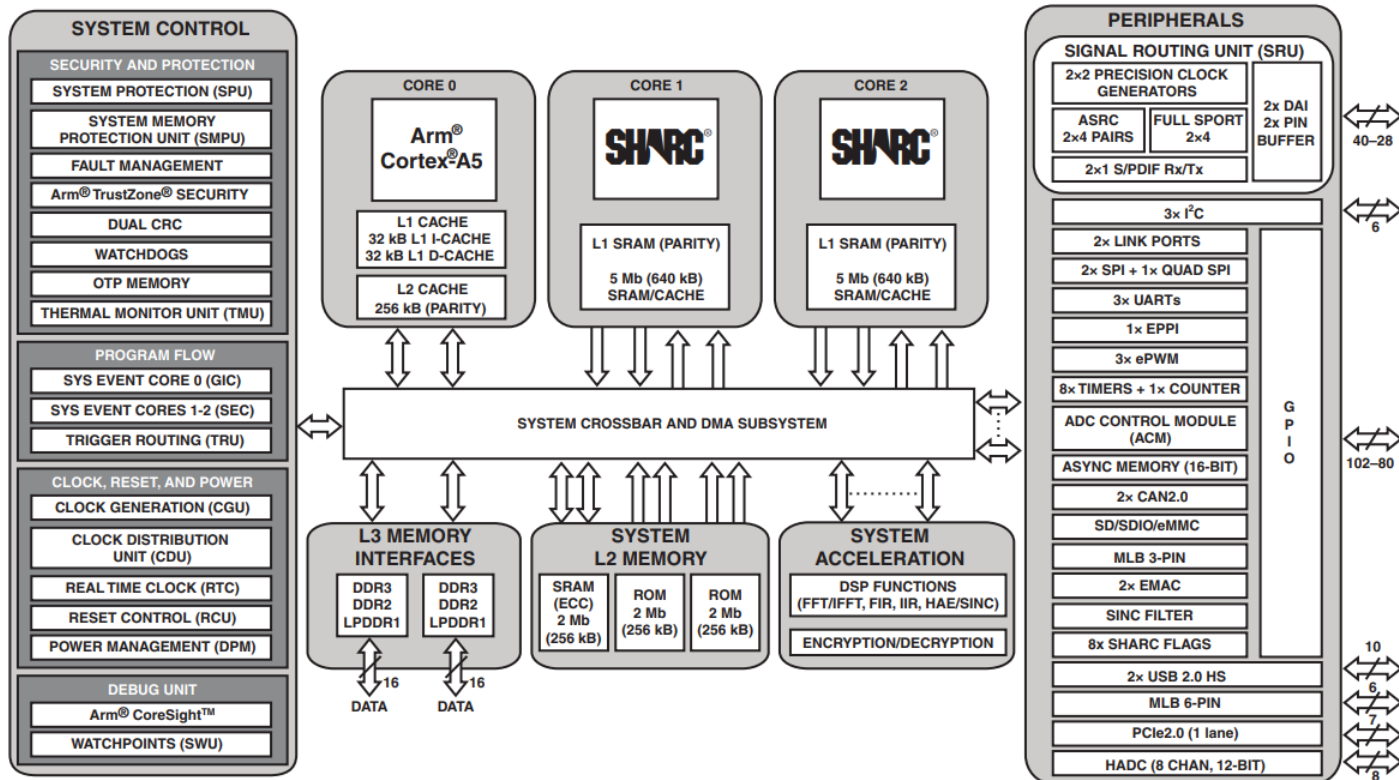 SYSTEM CONTROL
SECURITY AND PROTECTION
SYSTEM PROTECTION (SPU)
SYSTEM MEMORY
PROTECTION UNIT (SMPU)
FAULT MANAGEMENT
Arm® TrustZone® SECURITY
DUAL CRC
WATCHDOGS
OTP MEMORY
THERMAL MONITOR UNIT (TMU)
PROGRAM FLOW
SYS EVENT CORE 0 (GIC)
SYS EVENT CORES 1-2 (SEC)
TRIGGER ROUTING (TRU)
CLOCK, RESET, AND POWER
CLOCK GENERATION (CGU)
CLOCK DISTRIBUTION
UNIT (CDU)
REAL TIME CLOCK (RTC)
RESET CONTROL (RCU)
POWER MANAGEMENT (DPM)
DEBUG UNIT
Arm® CoreSight™
WATCHPOINTS (SWU)
CORE 0
Arm®
Cortex®-A5
L1 CACHE
32 kB L1 I-CACHE
32 kB L1 D-CACHE
L2 CACHE
256 kB (PARITY)
CORE 1
SHARC®
L1 SRAM (PARITY)
5 Mb (640 kB)
SRAM/CACHE
CORE 2
SHARC®
L1 SRAM (PARITY)
5 Mb (640 kB)
SRAM/CACHE
SYSTEM CROSSBAR AND DMA SUBSYSTEM
L3 MEMORY
INTERFACES
DDR3
DDR2
LPDDR1
DDR3
DDR2
LPDDR1
16
16
DATA
DATA
SYSTEM
L2 MEMORY
SRAM
(ECC)
2 Mb
(256 kB)
ROM
2 Mb
(256 kB)
ROM
2 Mb
(256 kB)
SYSTEM
ACCELERATION
DSP FUNCTIONS
(FFT/IFFT, FIR, IIR, HAE/SINC)
ENCRYPTION/DECRYPTION
PERIPHERALS
SIGNAL ROUTING UNIT (SRU)
2×2 PRECISION CLOCK
GENERATORS
ASRC
2×4 PAIRS
FULL SPORT
2×4
2×1 S/PDIF Rx/Tx
2x DAI
2x PIN
BUFFER
40–28
3× I²C
6
2× LINK PORTS
2× SPI + 1× QUAD SPI
3× UARTs
1× EPPI
3× ePWM
8× TIMERS + 1× COUNTER
ADC CONTROL MODULE
(ACM)
ASYNC MEMORY (16-BIT)
2× CAN2.0
SD/SDIO/eMMC
MLB 3-PIN
2× EMAC
SINC FILTER
8x SHARC FLAGS
G
P
I
O
102–80
2× USB 2.0 HS
10
MLB 6-PIN
6
PCIe2.0 (1 lane)
7
HADC (8 CHAN, 12-BIT)
8